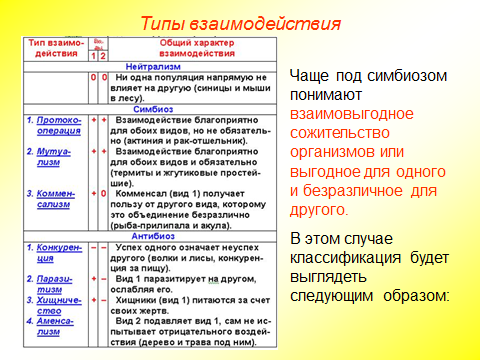 Типы взаимодействия
Тип взаимо-
действия
Вид-
1 2
Общий характер
взаимодействия
Нейтрализм
0 0 Ни одна популяция напрямую не
влияет на другую (синицы и мыши
в лесу).
Симбиоз
1. Протоко-
операция
+ + Взаимодействие благоприятно
для обоих видов, но не обязатель-
но (актиния и рак-отшельник).
2. Мутуа-
лизм
+ + Взаимодействие благоприятно
для обоих видов и обязательно
(термиты и жгутиковые простей-
шие).
3. Коммен-
сализм
+ 0 Комменсал (вид 1) получает
пользу от другого вида, которому
это объединение безразлично
(рыба-прилипала и акула).
Антибиоз
1. Конкурен-
ция
– – Успех одного означает неуспех
другого (волки и лисы, конкурен-
ция за пищу).
2. Парази-
тизм
+ – Вид 1 паразитирует на другом,
ослабляя его.
3. Хищниче-
ство
+ – Хищники (вид 1) питаются за счет
своих жертв.
4. Аменса-
лизм
Вид 2 подавляет вид 1, сам не ис-
пытывает отрицательного воздей-
ствия (дерево и трава под ним).
Чаще под симбиозом
понимают
взаимовыгодное
сожительство
организмов или
выгодное для одного
и безразличное для
другого.
В этом случае
классификация будет
выглядеть
следующим образом: